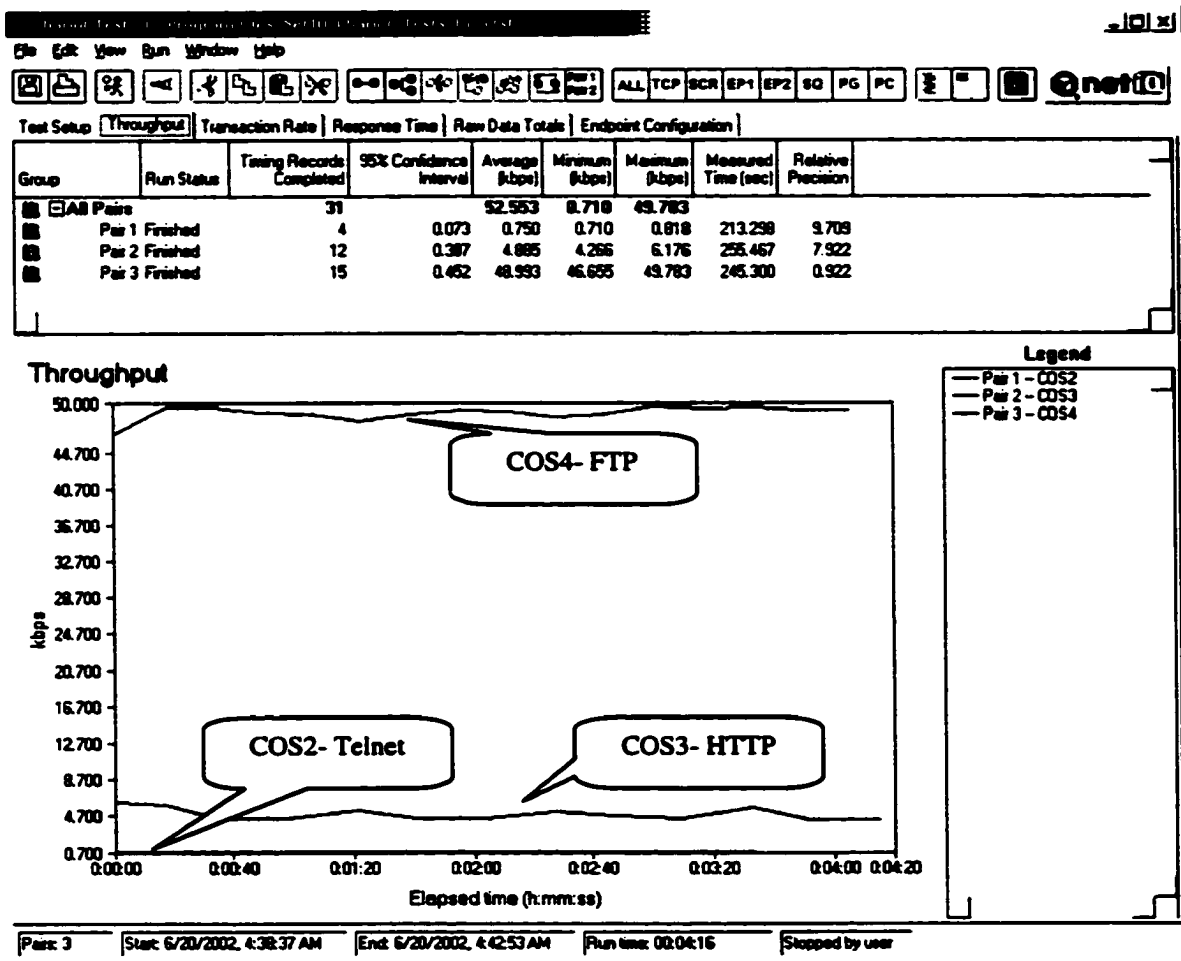 File Edit View Run Window Help
ALL TCP SCR EP1 EP2 SQ PG PC
Pair 1
Pair 2
netIQ
Test Setup Throughput Transaction Rate Response Time Raw Data Totals Endpoint Configuration
Group Run Status Timing Records Completed 95% Confidence Interval Average (kbps) Minimum (kbps) Maximum (kbps) Measured Time (sec) Relative Precision
All Pairs 31 52.553 0.710 49.783
Pair 1 Finished 4 0.073 0.750 0.710 0.818 213.298 9.709
Pair 2 Finished 12 0.387 4.885 4.266 6.176 255.467 7.922
Pair 3 Finished 15 0.452 48.993 46.655 49.783 245.300 0.922
Throughput
Legend
Pair 1 – COS2
Pair 2 – COS3
Pair 3 – COS4
50.000
44.700
40.700
36.700
32.700
28.700
24.700
20.700
16.700
12.700
8.700
4.700
0.700
kbps
COS4- FTP
COS2- Telnet
COS3- HTTP
0:00:00 0:00:40 0:01:20 0:02:00 0:02:40 0:03:20 0:04:00 0:04:20
Elapsed time (h:mm:ss)
Pairs: 3 Start: 6/20/2002, 4:38:37 AM End: 6/20/2002, 4:42:53 AM Run time: 00:04:16 Stopped by user